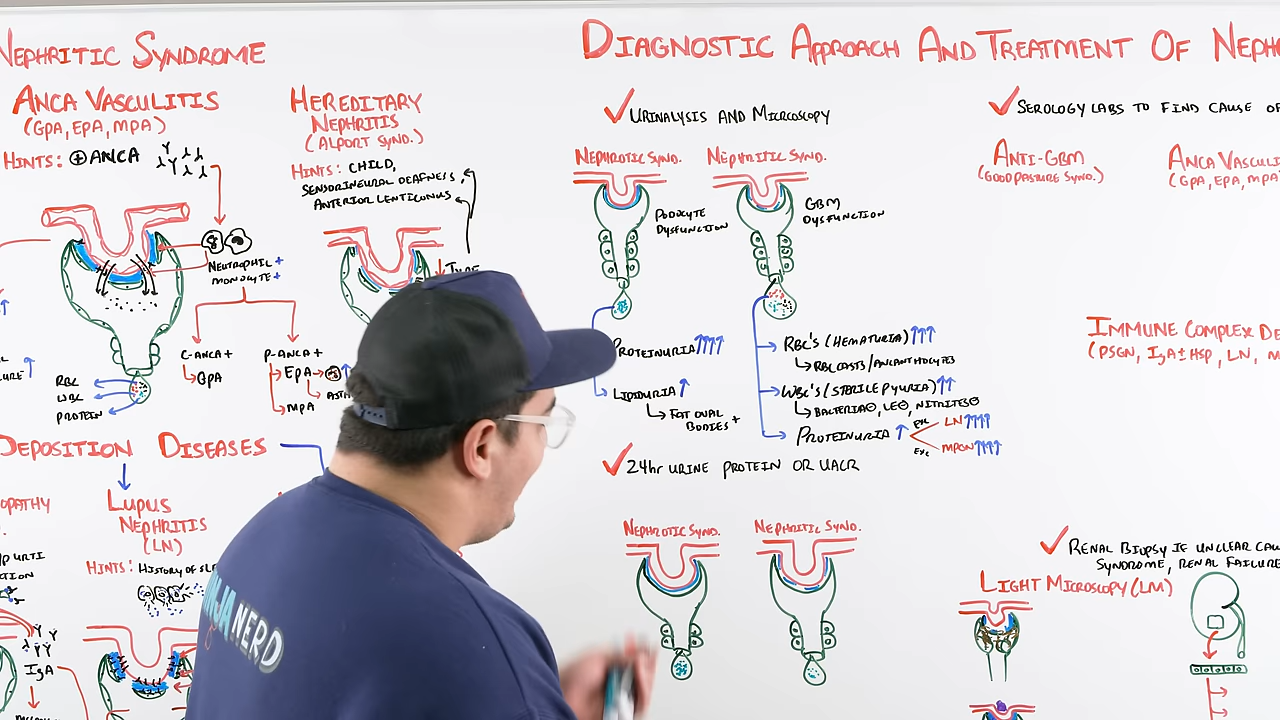 NEPHRITIC SYNDROME
ANCA VASCULITIS
(GPA, EPA, MPA)
HINTS: ⊕ANCA
NEUTROPHIL +
MONOCYTE +
C-ANCA+
GPA
P-ANCA+
EPA
MPA
RBC
WBC
PROTEIN
HEREDITARY
NEPHRITIS
(ALPORT SYND.)
HINTS: CHILD,
SENSORINEURAL DEAFNESS,
ANTERIOR LENTICONUS
TYPE
DEPOSITION DISEASES
LUPUS
NEPHRITIS
(LN)
HINTS: HISTORY OF SLE
IgA
NINJA NERD
DIAGNOSTIC APPROACH AND TREATMENT OF NEPHR
✓ URINALYSIS AND MICROSCOPY
NEPHROTIC SYND.
PODOCYTE
DYSFUNCTION
NEPHRITIC SYND.
GBM
DYSFUNCTION
PROTEINURIA ↑↑↑↑
LIPIDURIA ↑
FAT OVAL
BODIES +
RBC'S (HEMATURIA) ↑↑↑
RBC CASTS/ACANTHOCYTES
WBC'S (STERILE PYURIA) ↑↑
BACTERIA⊖, LE⊖, NITRITES⊖
PROTEINURIA ↑
EXC LN ↑↑↑↑
EXC MPGN ↑↑↑↑
✓ 24hr URINE PROTEIN OR UACR
NEPHROTIC SYND.
NEPHRITIC SYND.
✓ SEROLOGY LABS TO FIND CAUSE OF
ANTI-GBM
(GOODPASTURE SYND.)
ANCA VASCULI
(GPA, EPA, MPA
IMMUNE COMPLEX DE
(PSGN, IgA±HSP, LN, M
✓ RENAL BIOPSY IF UNCLEAR CAU
SYNDROME, RENAL FAILURE
LIGHT MICROSCOPY (LM)